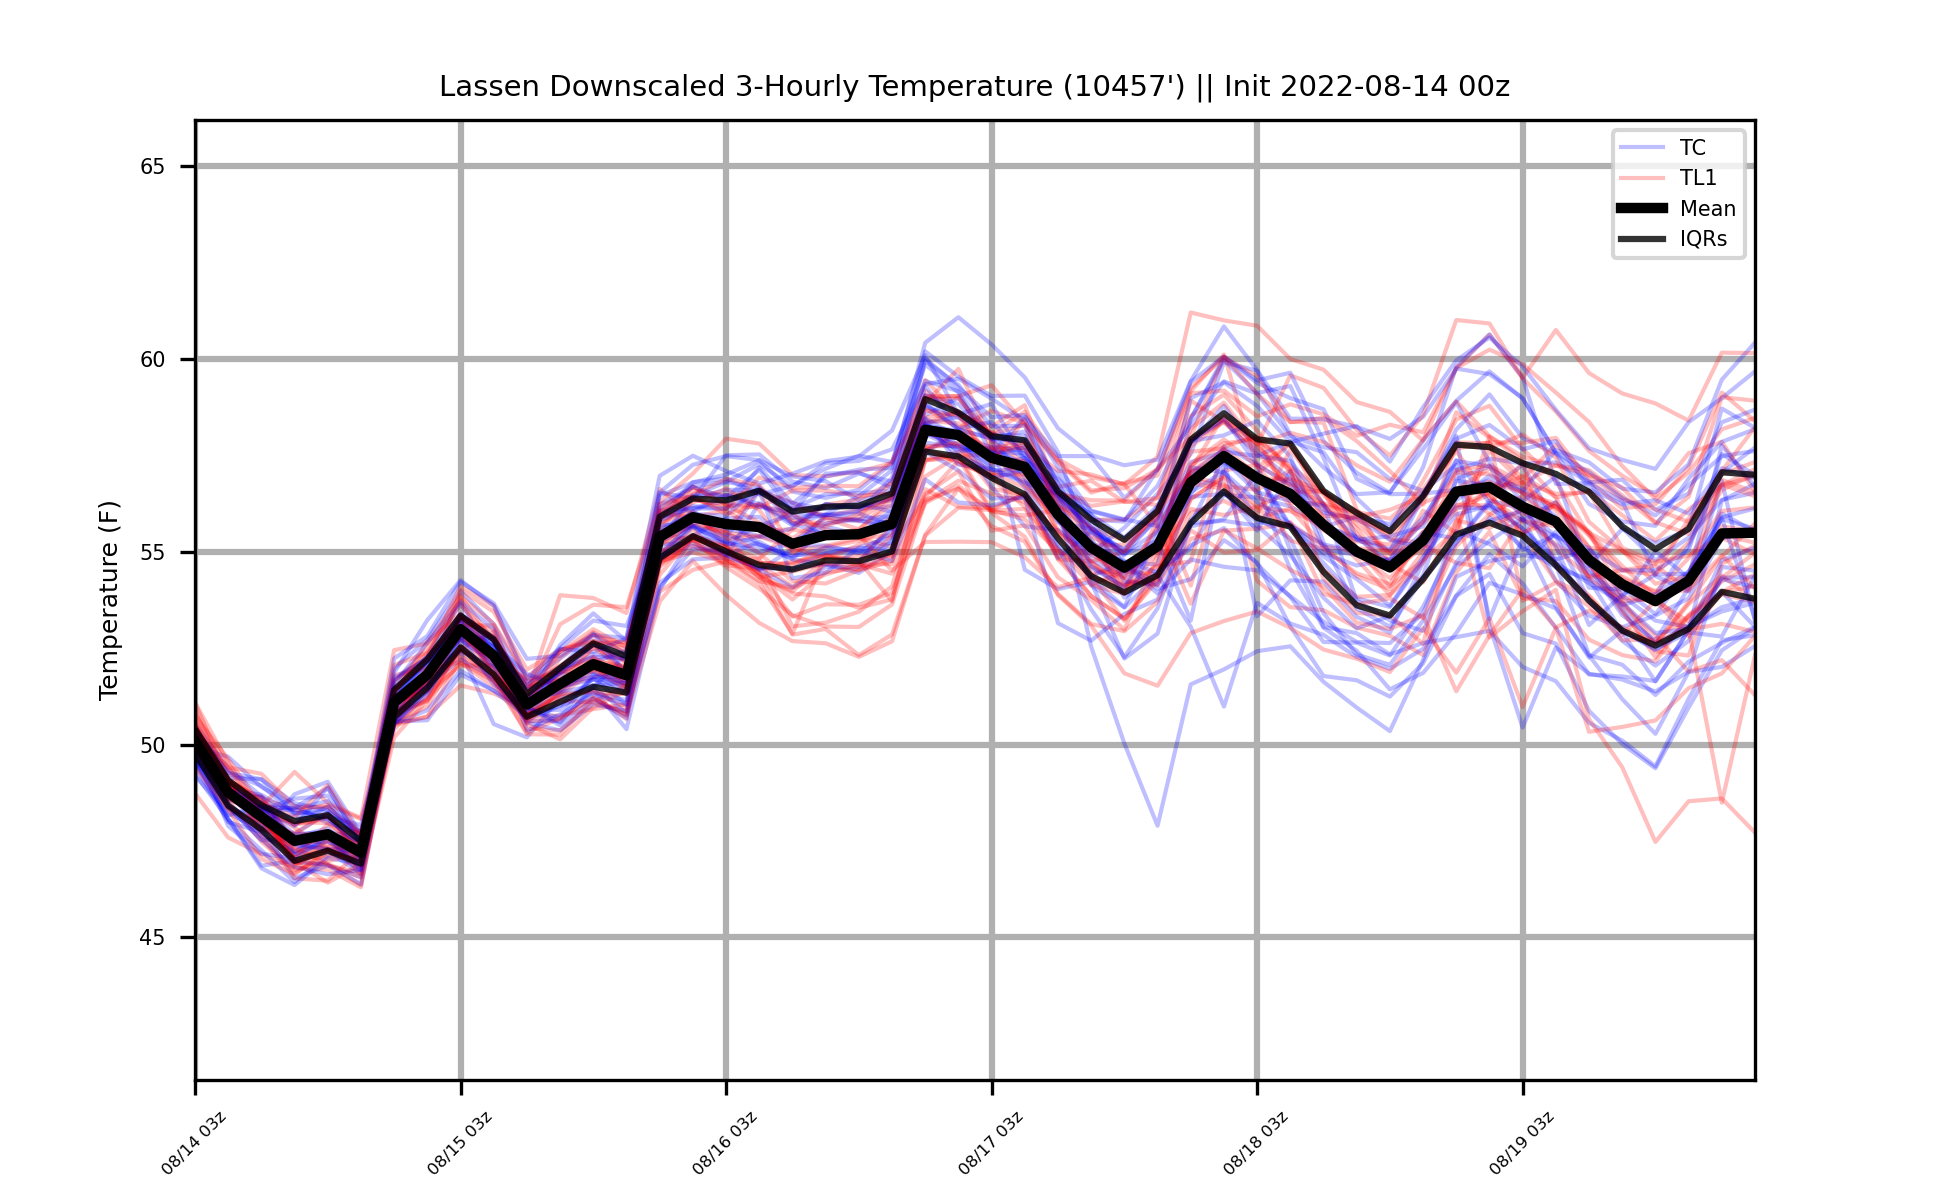 Lassen Downscaled 3-Hourly Temperature (10457') || Init 2022-08-14 00z
TC
TL1
Mean
IQRs
Temperature (F)
65
60
55
50
45
08/14 03z
08/15 03z
08/16 03z
08/17 03z
08/18 03z
08/19 03z